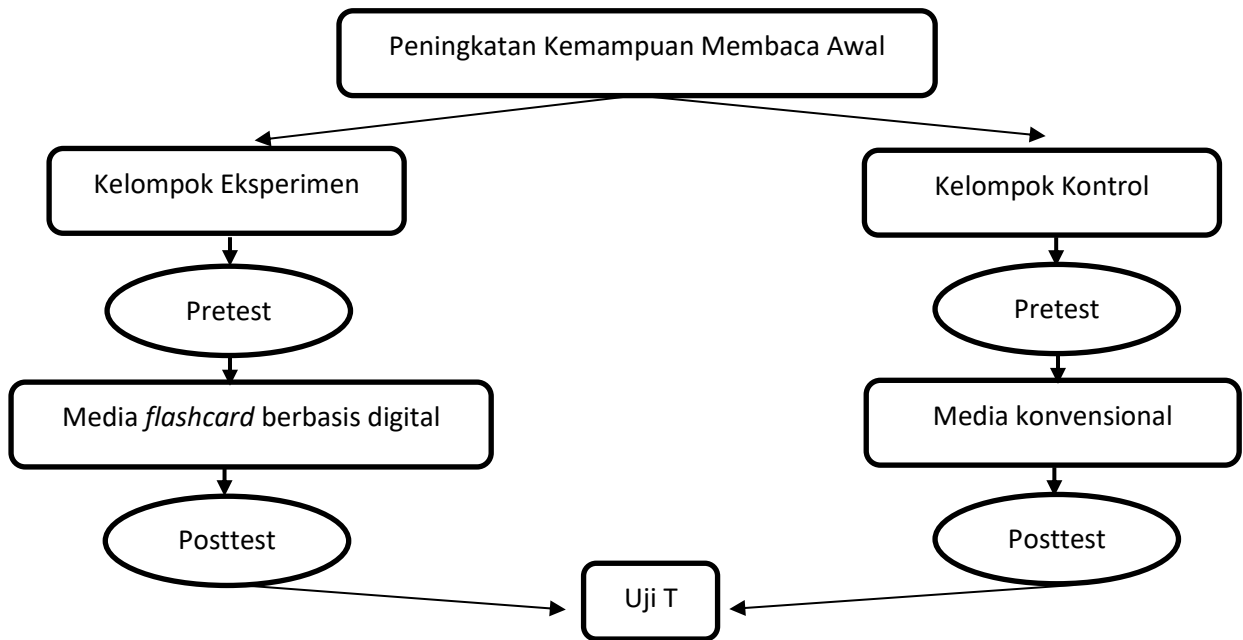 Peningkatan Kemampuan Membaca Awal
Kelompok Eksperimen
Kelompok Kontrol
Pretest
Pretest
Media flashcard berbasis digital
Media konvensional
Posttest
Posttest
Uji T